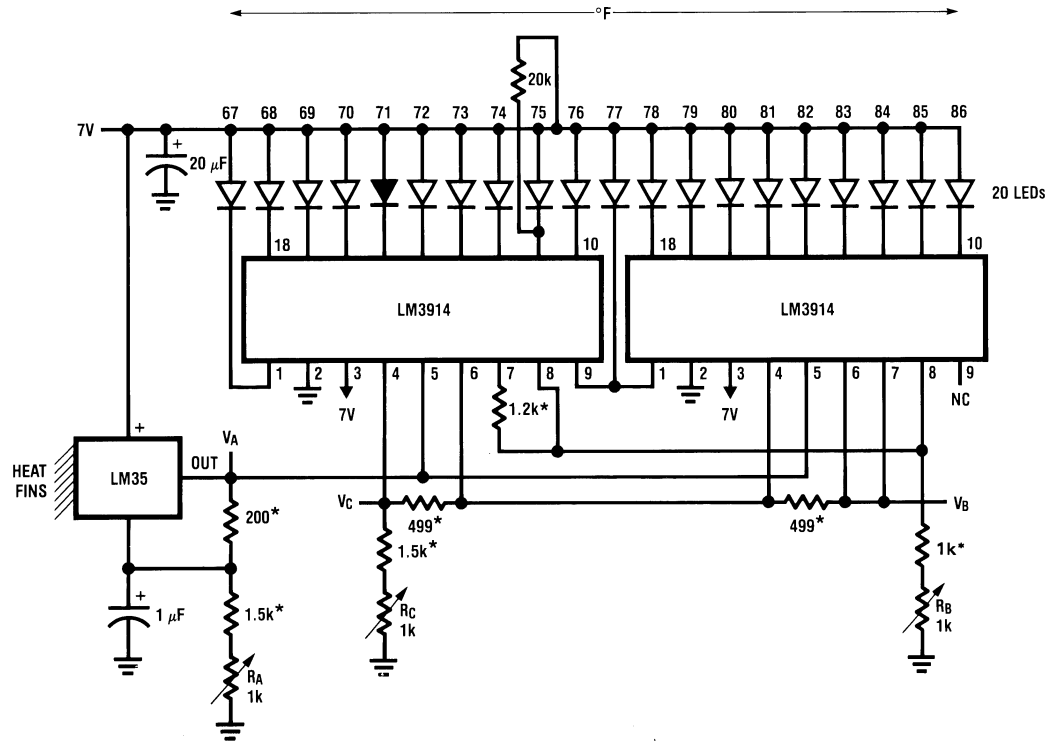 °F
20k
67 68 69 70 71 72 73 74 75 76 77 78 79 80 81 82 83 84 85 86
7V
+
20 μF
20 LEDs
18 10 18 10
LM3914 LM3914
1 2 3 4 5 6 7 8 9 1 2 3 4 5 6 7 8 9
7V 7V NC
1.2k*
+
VA
HEAT FINS
LM35
OUT
VC VB
200*
499* 499*
1.5k* 1k*
+
1 μF
1.5k*
RC 1k
RB 1k
RA 1k